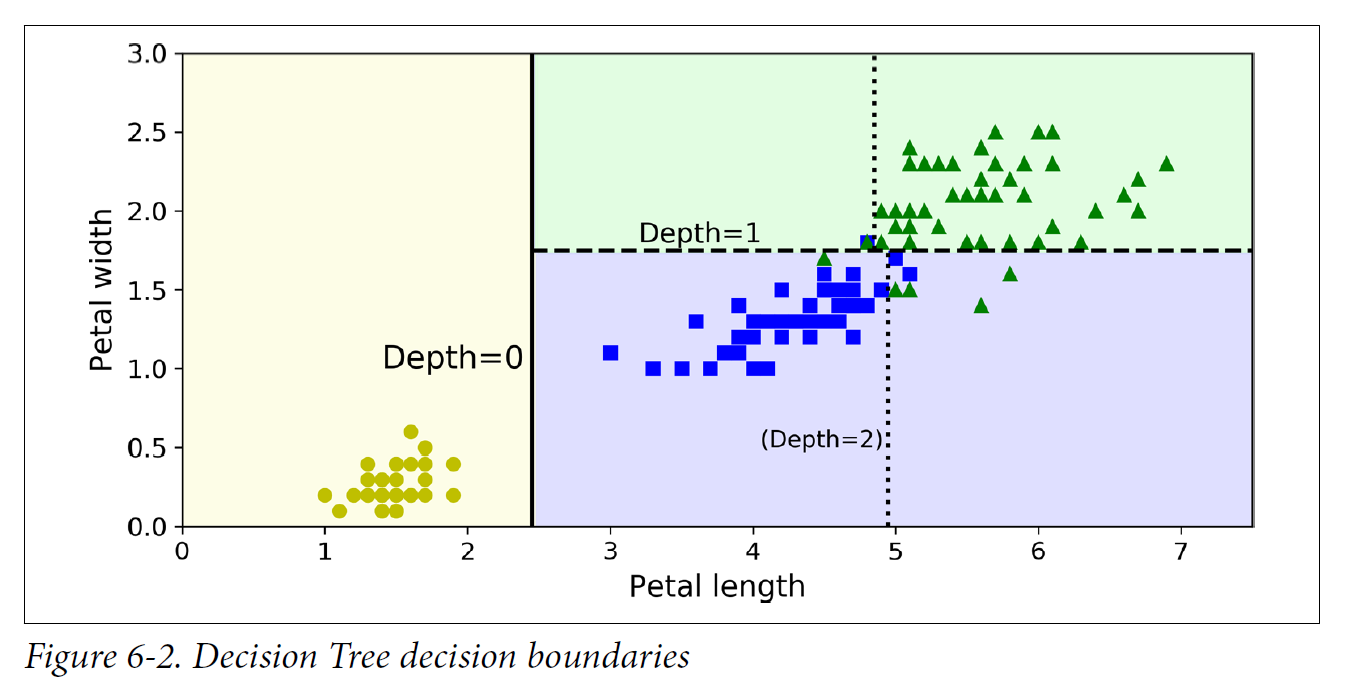 3.0
2.5
2.0
1.5
1.0
0.5
0.0
Petal width
Depth=1
Depth=0
(Depth=2)
0 1 2 3 4 5 6 7
Petal length
Figure 6-2. Decision Tree decision boundaries